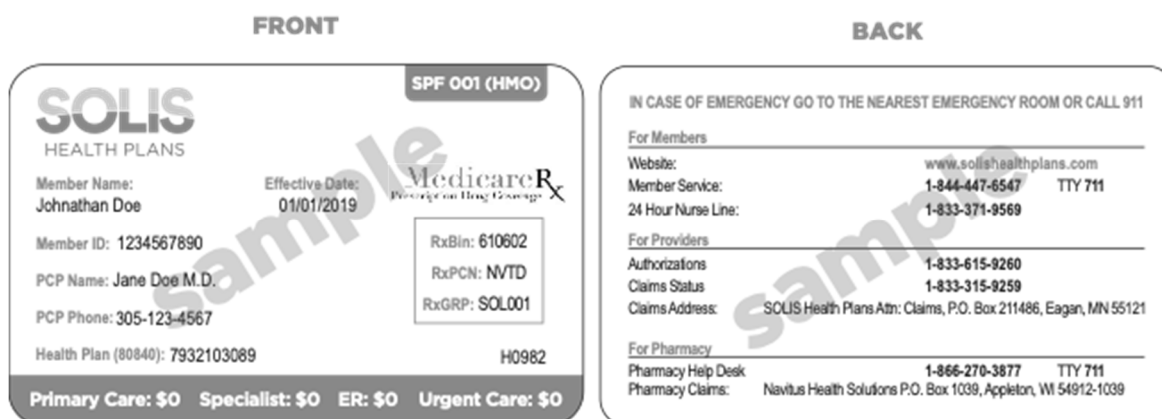 FRONT
SPF 001 (HMO)
SOLIS
HEALTH PLANS
MedicareRx
Prescription Drug Coverage
Member Name: Effective Date:
Johnathan Doe 01/01/2019
Member ID: 1234567890
PCP Name: Jane Doe M.D.
PCP Phone: 305-123-4567
Health Plan (80840): 7932103089
RxBin: 610602
RxPCN: NVTD
RxGRP: SOL001
H0982
sample
Primary Care: $0 Specialist: $0 ER: $0 Urgent Care: $0
BACK
IN CASE OF EMERGENCY GO TO THE NEAREST EMERGENCY ROOM OR CALL 911
For Members
Website: www.solishealthplans.com
Member Service: 1-844-447-6547 TTY 711
24 Hour Nurse Line: 1-833-371-9569
For Providers
Authorizations 1-833-615-9260
Claims Status 1-833-315-9259
Claims Address: SOLIS Health Plans Attn: Claims, P.O. Box 211486, Eagan, MN 55121
For Pharmacy
Pharmacy Help Desk 1-866-270-3877 TTY 711
Pharmacy Claims: Navitus Health Solutions P.O. Box 1039, Appleton, WI 54912-1039
sample